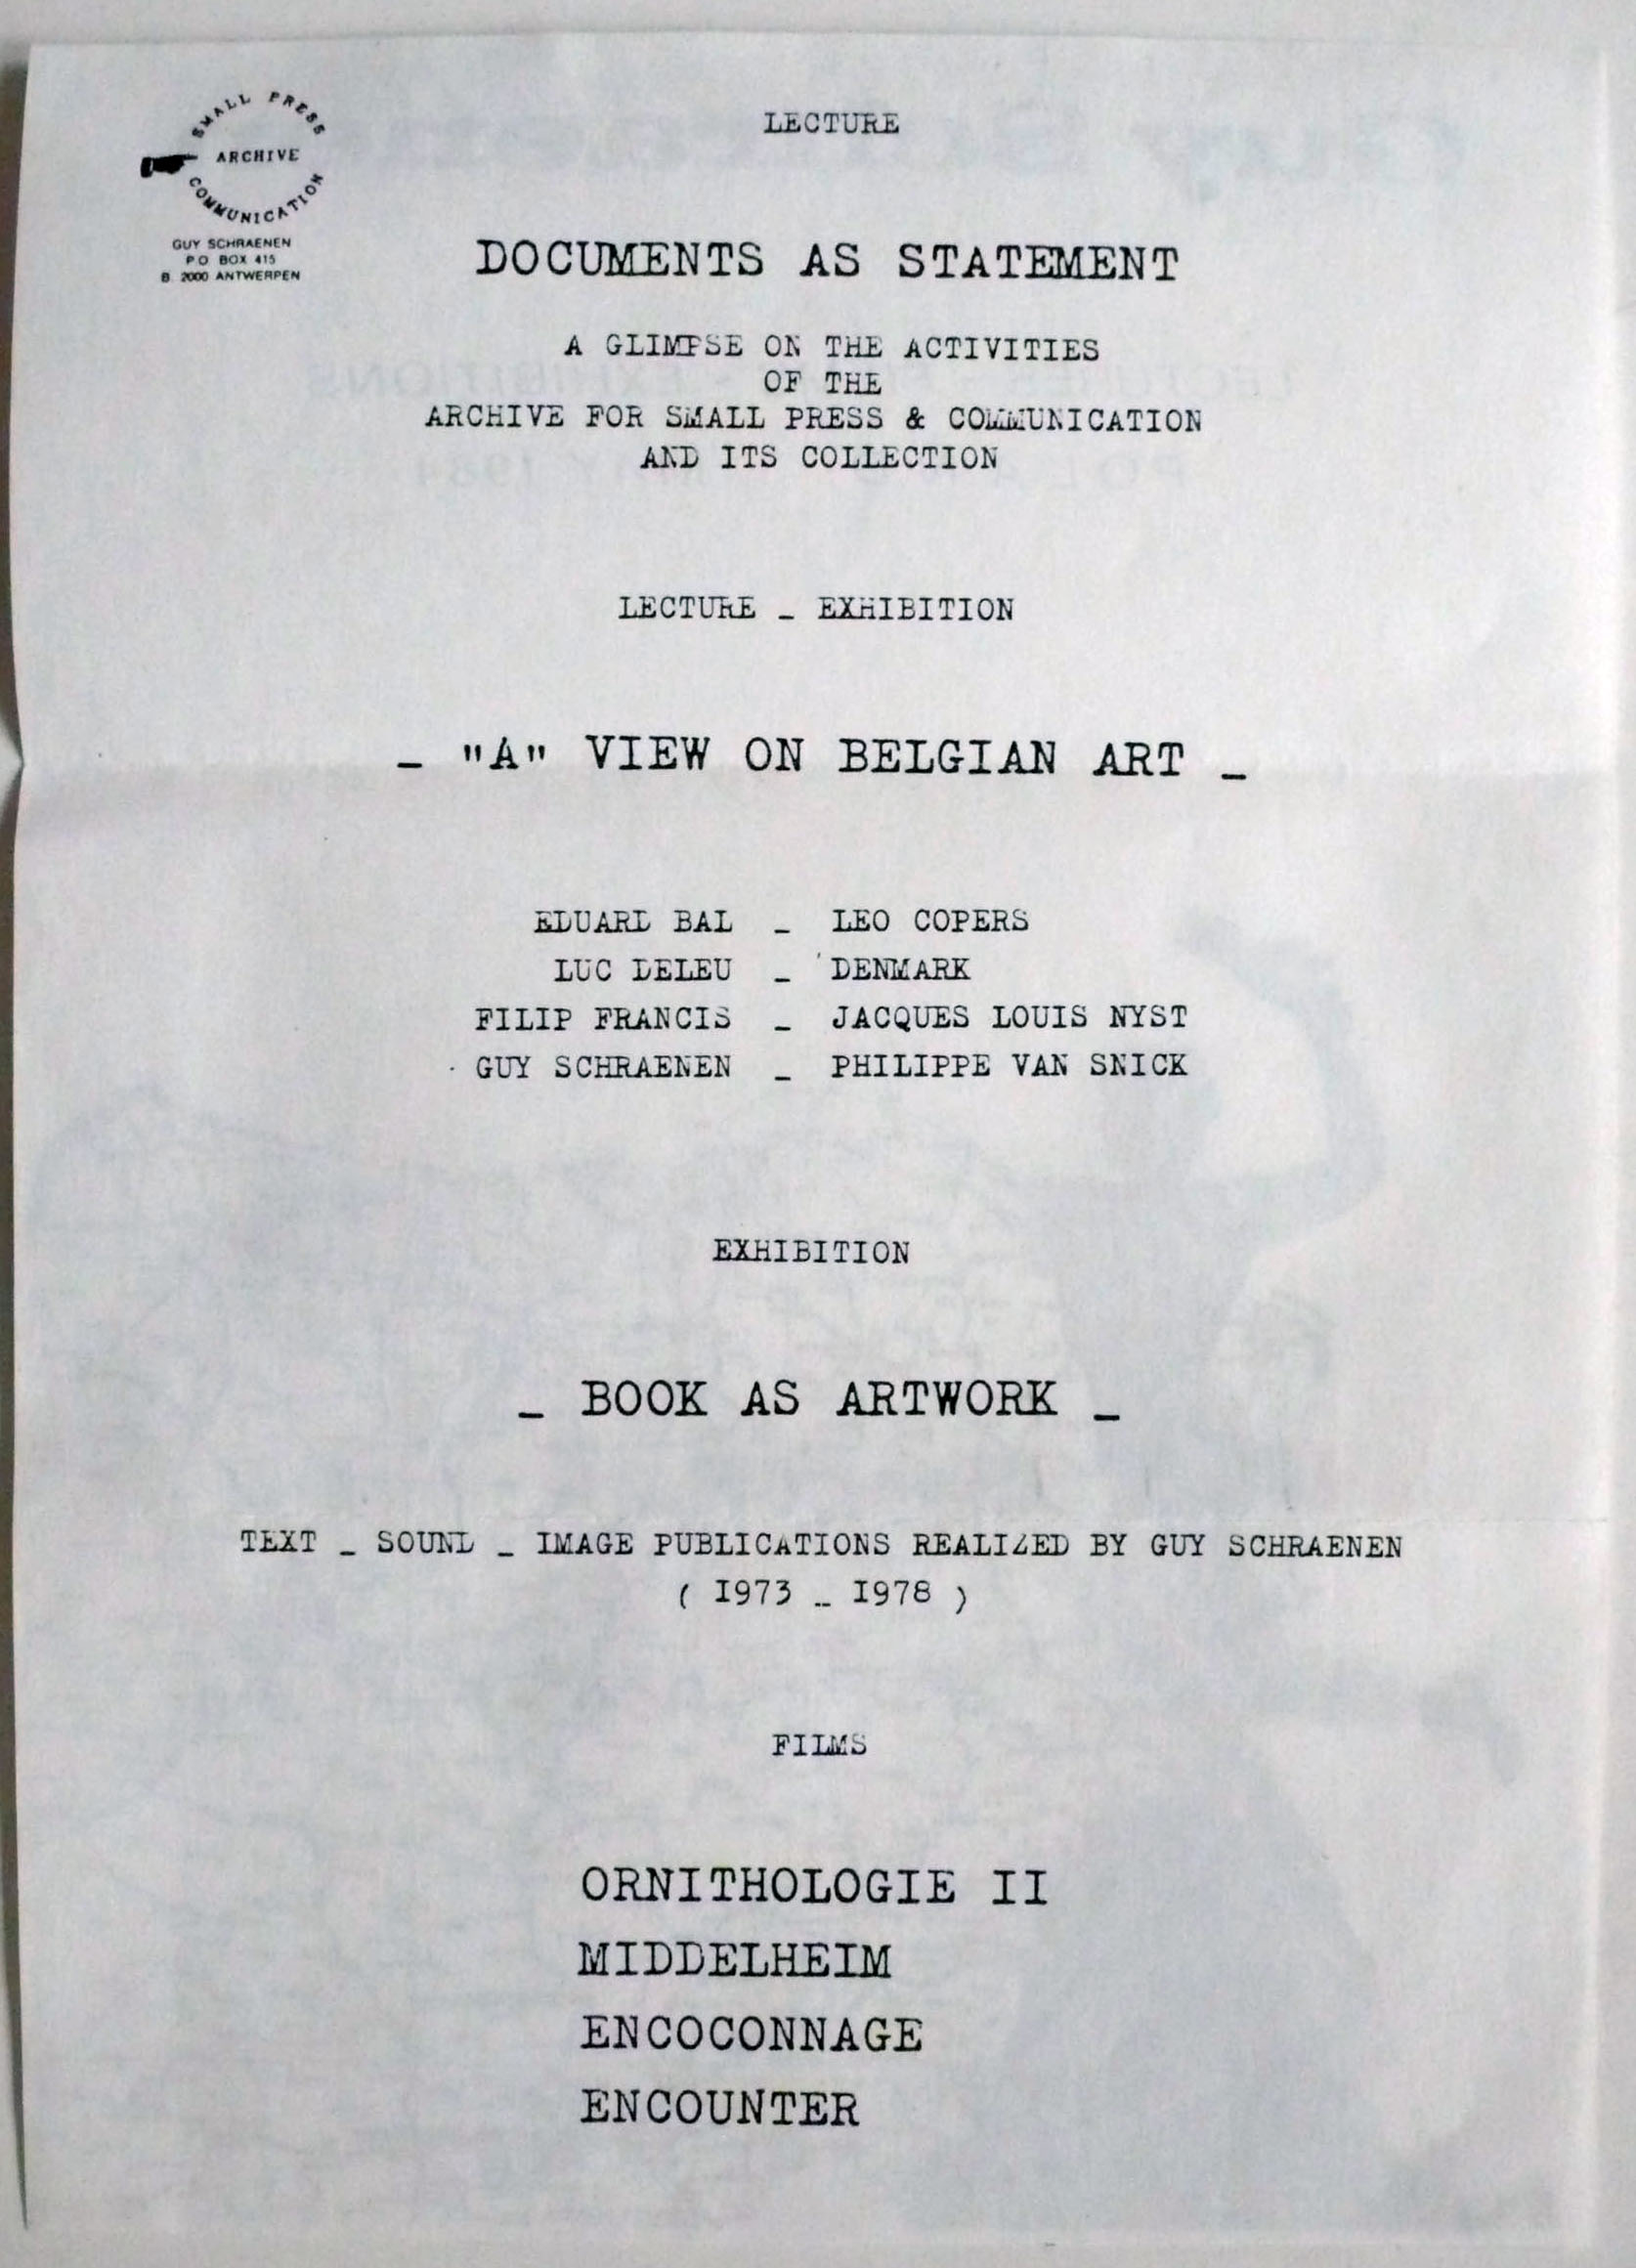 SMALL PRESS
ARCHIVE
COMMUNICATION
GUY SCHRAENEN
PO BOX 415
B. 2000 ANTWERPEN
LECTURE
DOCUMENTS AS STATEMENT
A GLIMPSE ON THE ACTIVITIES
OF THE
ARCHIVE FOR SMALL PRESS & COMMUNICATION
AND ITS COLLECTION
LECTURE _ EXHIBITION
_ "A" VIEW ON BELGIAN ART _
EDUARD BAL _ LEO COPERS
LUC DELEU _ DENMARK
FILIP FRANCIS _ JACQUES LOUIS NYST
GUY SCHRAENEN _ PHILIPPE VAN SNICK
EXHIBITION
_ BOOK AS ARTWORK _
TEXT _ SOUND _ IMAGE PUBLICATIONS REALIZED BY GUY SCHRAENEN
( I973 _ I978 )
FILMS
ORNITHOLOGIE II
MIDDELHEIM
ENCOCONNAGE
ENCOUNTER